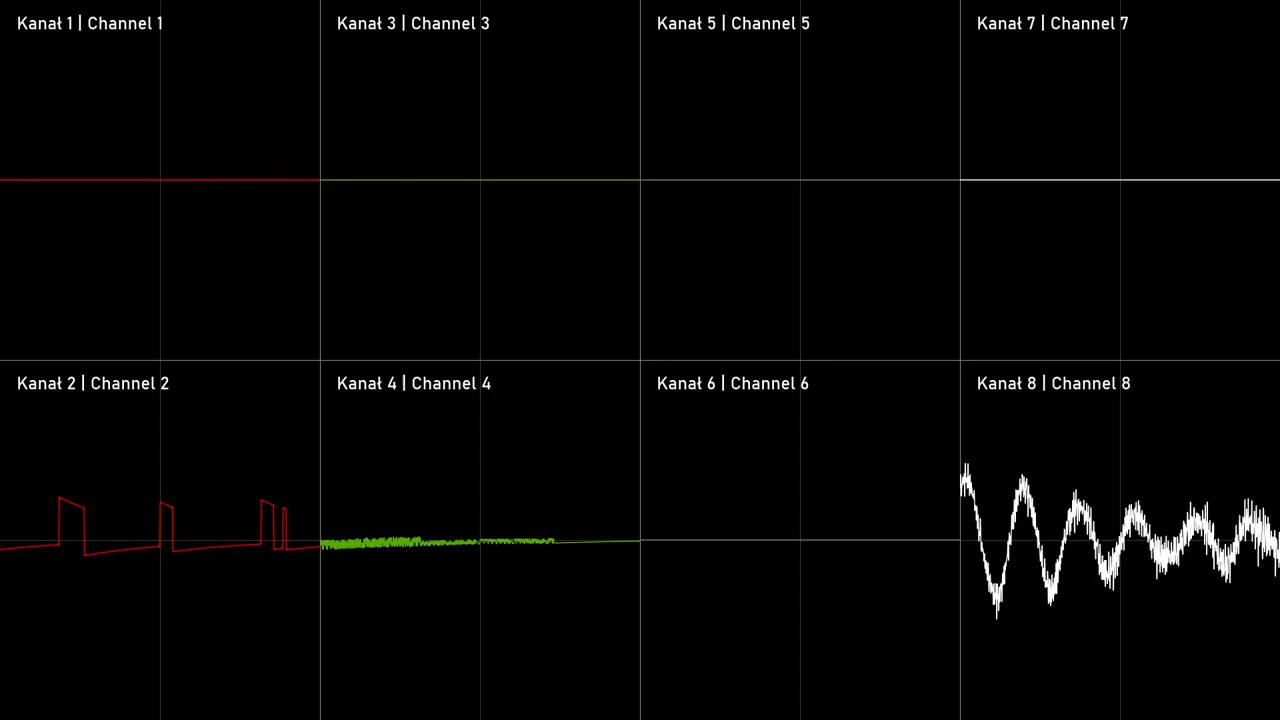 Kanał 1 | Channel 1
Kanał 3 | Channel 3
Kanał 5 | Channel 5
Kanał 7 | Channel 7
Kanał 2 | Channel 2
Kanał 4 | Channel 4
Kanał 6 | Channel 6
Kanał 8 | Channel 8